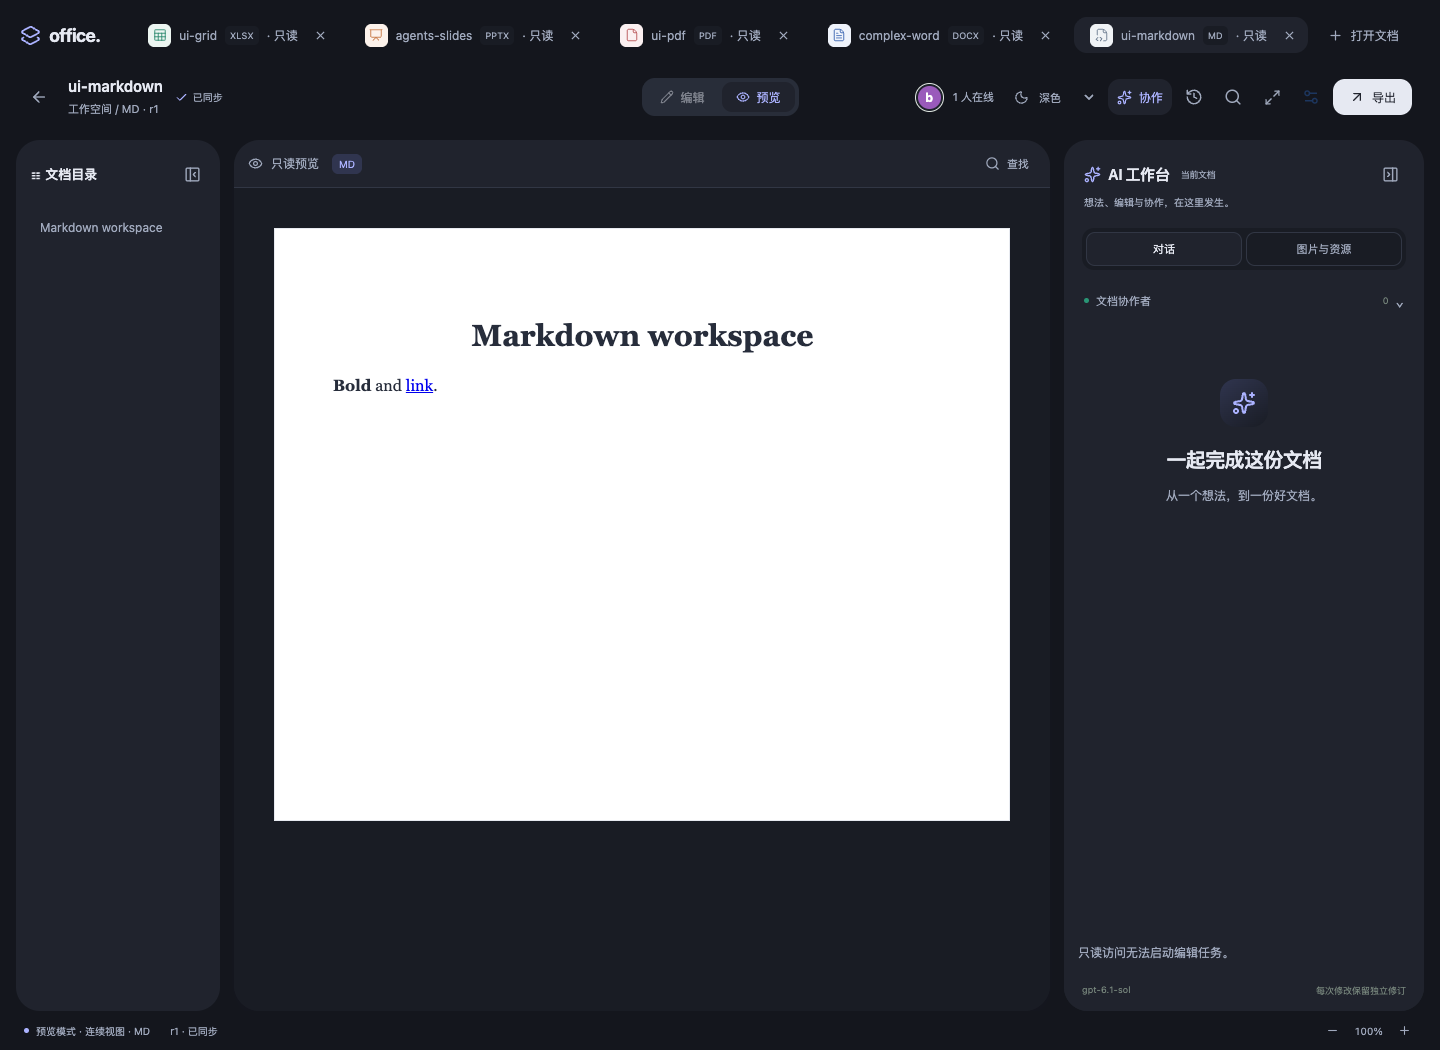 office.
ui-grid XLSX · 只读
agents-slides PPTX · 只读
ui-pdf PDF · 只读
complex-word DOCX · 只读
ui-markdown MD · 只读
打开文档
ui-markdown
工作空间 / MD · r1
已同步
编辑
预览
b
1 人在线
深色
协作
导出
文档目录
Markdown workspace
只读预览 MD
查找
Markdown workspace
Bold and link.
AI 工作台 当前文档
想法、编辑与协作，在这里发生。
对话
图片与资源
文档协作者 0
一起完成这份文档
从一个想法，到一份好文档。
只读访问无法启动编辑任务。
gpt-6.1-sol 每次修改保留独立修订
预览模式 · 连续视图 · MD r1 · 已同步
100%